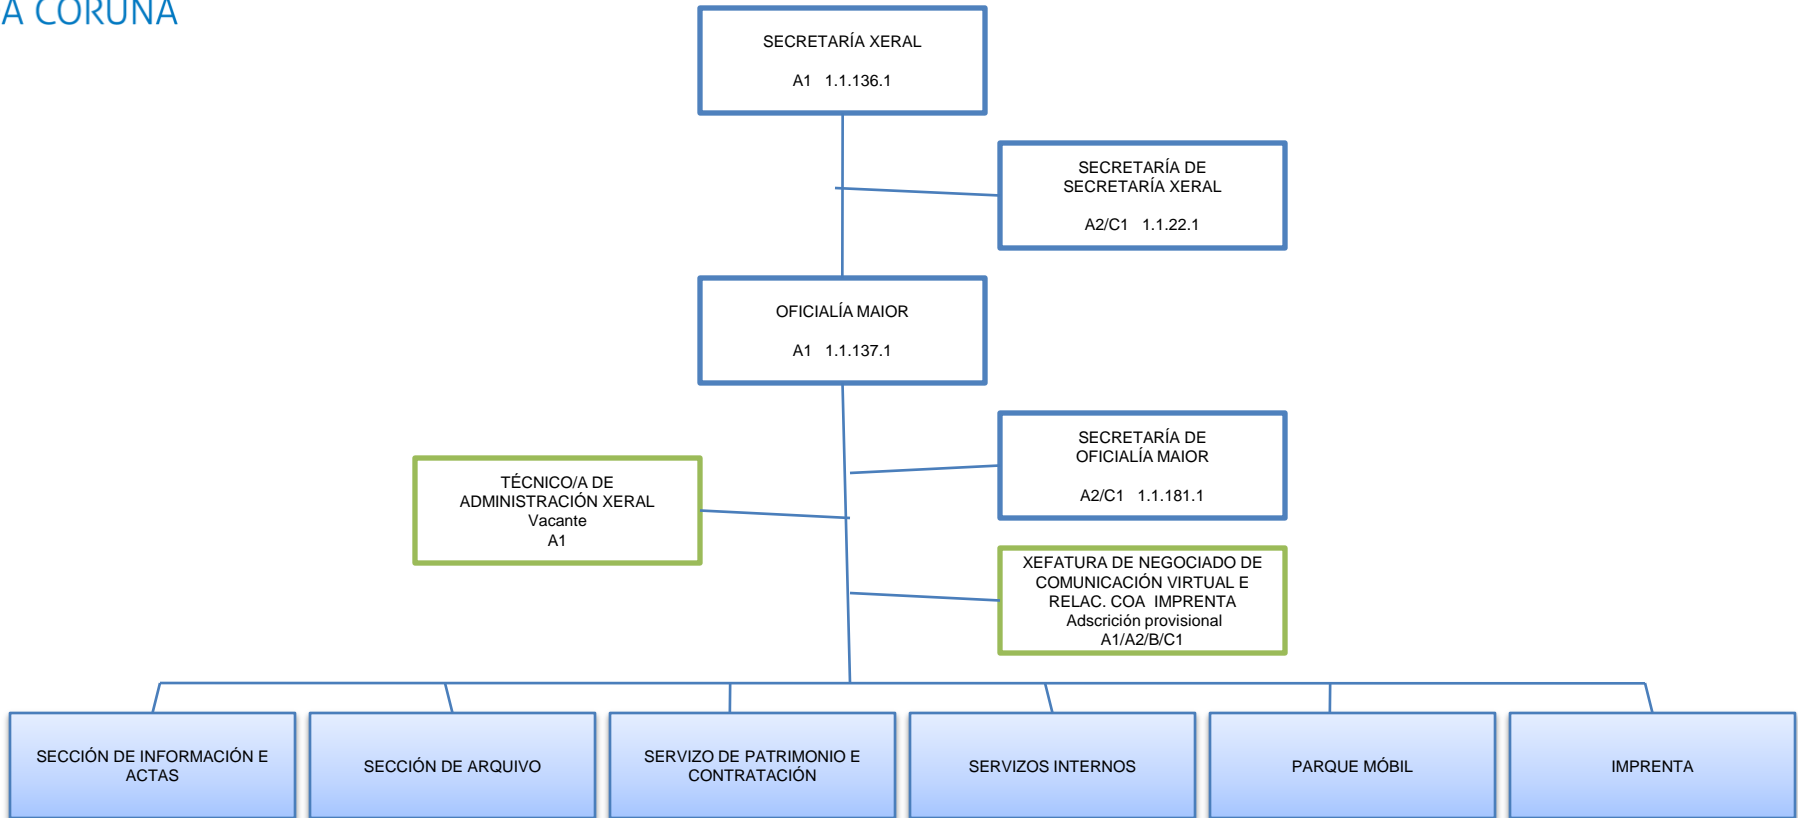 A CORUÑA
SECRETARÍA XERAL
A1 1.1.136.1
SECRETARÍA DE
SECRETARÍA XERAL
A2/C1 1.1.22.1
OFICIALÍA MAIOR
A1 1.1.137.1
SECRETARÍA DE
OFICIALÍA MAIOR
A2/C1 1.1.181.1
TÉCNICO/A DE
ADMINISTRACIÓN XERAL
Vacante
A1
XEFATURA DE NEGOCIADO DE
COMUNICACIÓN VIRTUAL E
RELAC. COA IMPRENTA
Adscrición provisional
A1/A2/B/C1
SECCIÓN DE INFORMACIÓN E
ACTAS
SECCIÓN DE ARQUIVO
SERVIZO DE PATRIMONIO E
CONTRATACIÓN
SERVIZOS INTERNOS
PARQUE MÓBIL
IMPRENTA